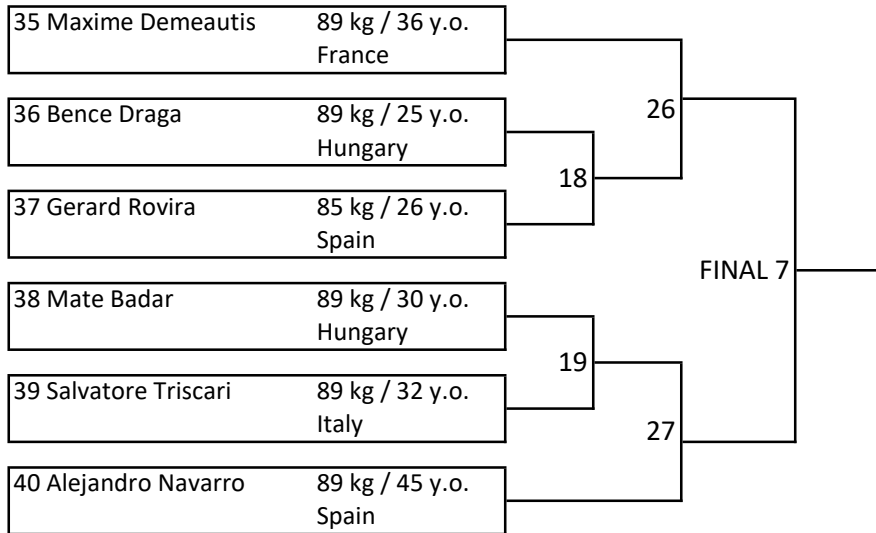 35 Maxime Demeautis 89 kg / 36 y.o.
France
26
36 Bence Draga 89 kg / 25 y.o.
Hungary
18
37 Gerard Rovira 85 kg / 26 y.o.
Spain
FINAL 7
38 Mate Badar 89 kg / 30 y.o.
Hungary
19
39 Salvatore Triscari 89 kg / 32 y.o.
Italy
27
40 Alejandro Navarro 89 kg / 45 y.o.
Spain